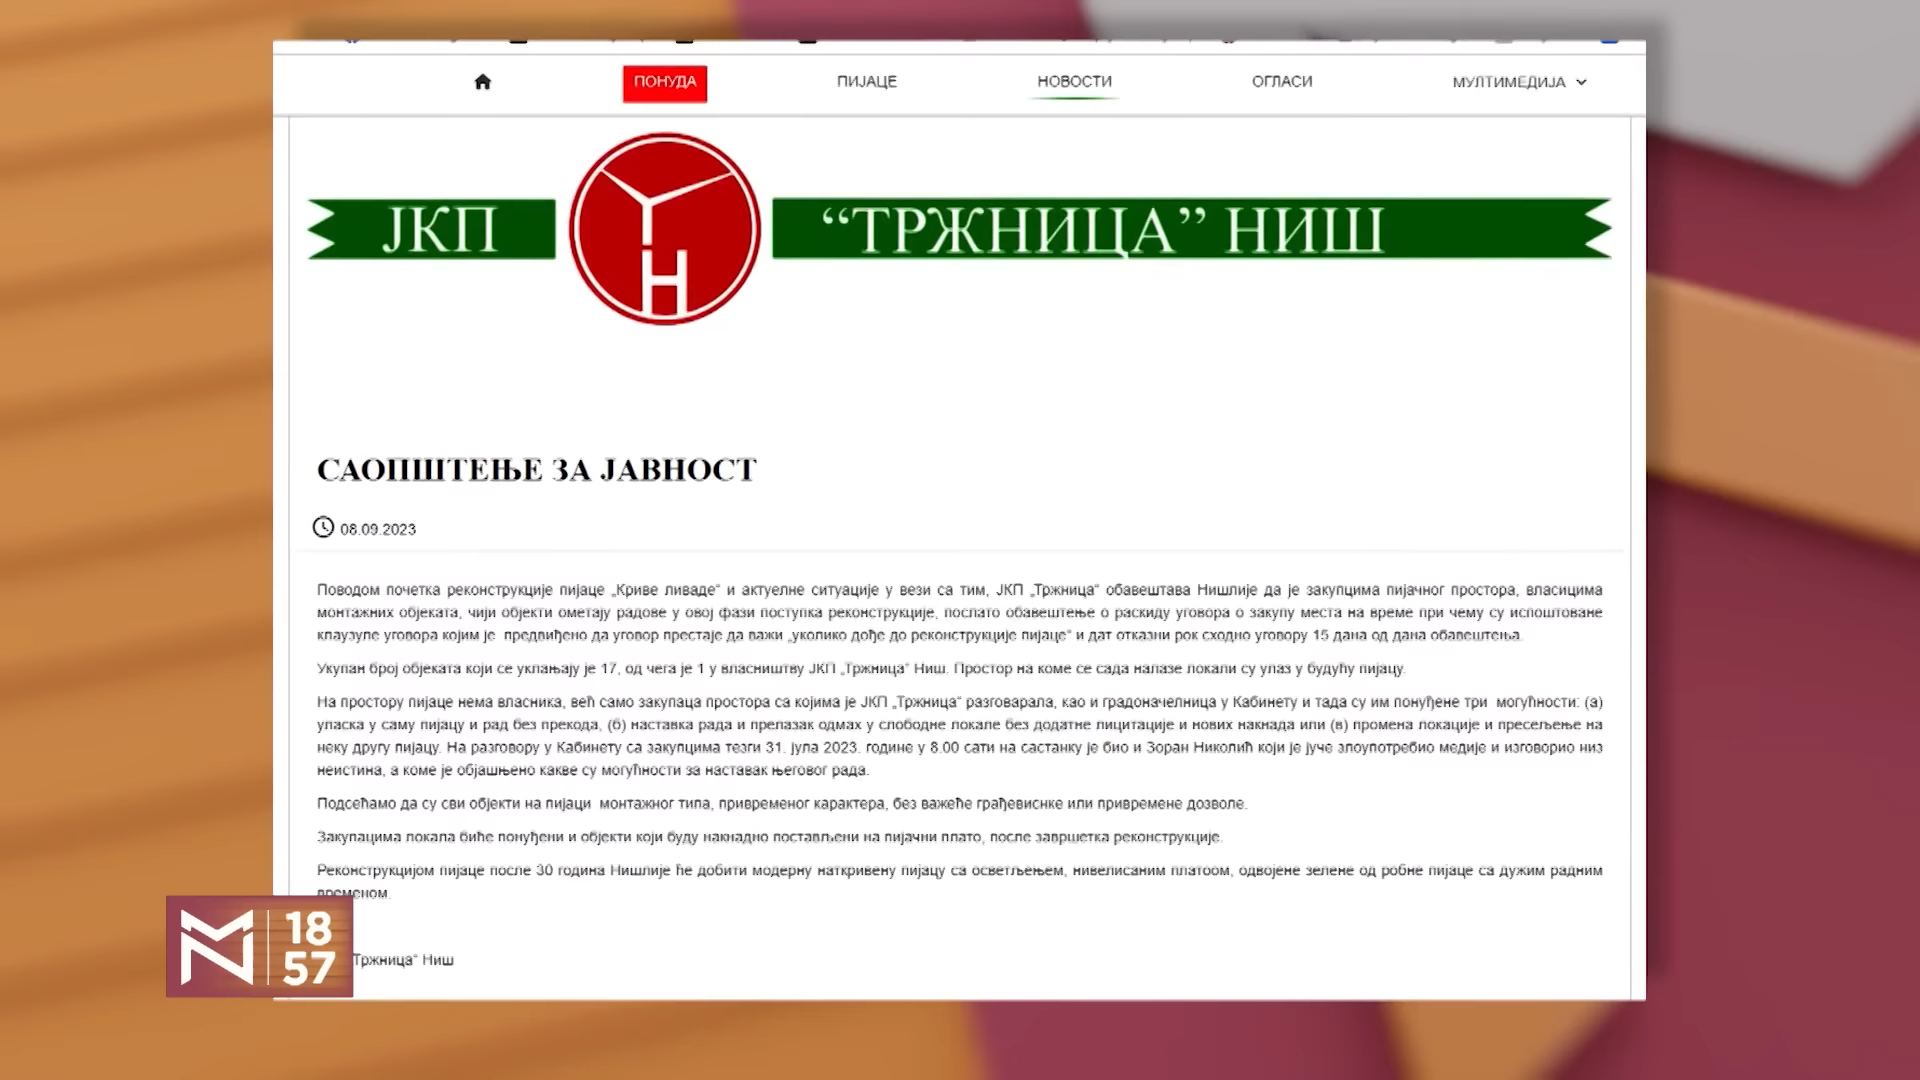 ПОНУДА
ПИЈАЦЕ
НОВОСТИ
ОГЛАСИ
МУЛТИМЕДИЈА
ЈКП
“ТРЖНИЦА” НИШ
САОПШТЕЊЕ ЗА ЈАВНОСТ
08.09.2023
Поводом почетка реконструкције пијаце „Криве ливаде“ и актуелне ситуације у вези са тим, ЈКП „Тржница“ обавештава Нишлије да је закупцима пијачног простора, власицима
монтажних објеката, чији објекти ометају радове у овој фази поступка реконструкције, послато обавештење о раскиду уговора о закупу места на време при чему су испоштоване
клаузуле уговора којим је предвиђено да уговор престаје да важи „уколико дође до реконструкције пијаце“ и дат отказни рок сходно уговору 15 дана од дана обавештења.
Укупан број објеката који се уклањају је 17, од чега је 1 у власништву ЈКП „Тржница“ Ниш. Простор на коме се сада налазе локали су улаз у будућу пијацу.
На простору пијаце нема власника, већ само закупаца простора са којима је ЈКП „Тржница“ разговарала, као и градоначелница у Кабинету и тада су им понуђене три могућности: (а)
уласка у саму пијацу и рад без прекода, (б) наставка рада и прелазак одмах у слободне локале без додатне лицитације и нових накнада или (в) промена локације и пресељење на
неку другу пијацу. На разговору у Кабинету са закупцима тезги 31. јула 2023. године у 8.00 сати на састанку је био и Зоран Николић који је јуче злоупотребио медије и изговорио низ
неистина, а коме је објашњено какве су могућности за наставак његовог рада.
Подсећамо да су сви објекти на пијаци монтажног типа, привременог карактера, без важеће грађевиснке или привремене дозволе.
Закупацима локала биће понуђени и објекти који буду накнадно постављени на пијачни плато, после завршетка реконструкције.
Реконструкцијом пијаце после 30 година Нишлије ће добити модерну наткривену пијацу са осветљењем, нивелисаним платоом, одвојене зелене од робне пијаце са дужим радним
временом.
Тржница“ Ниш
18
57